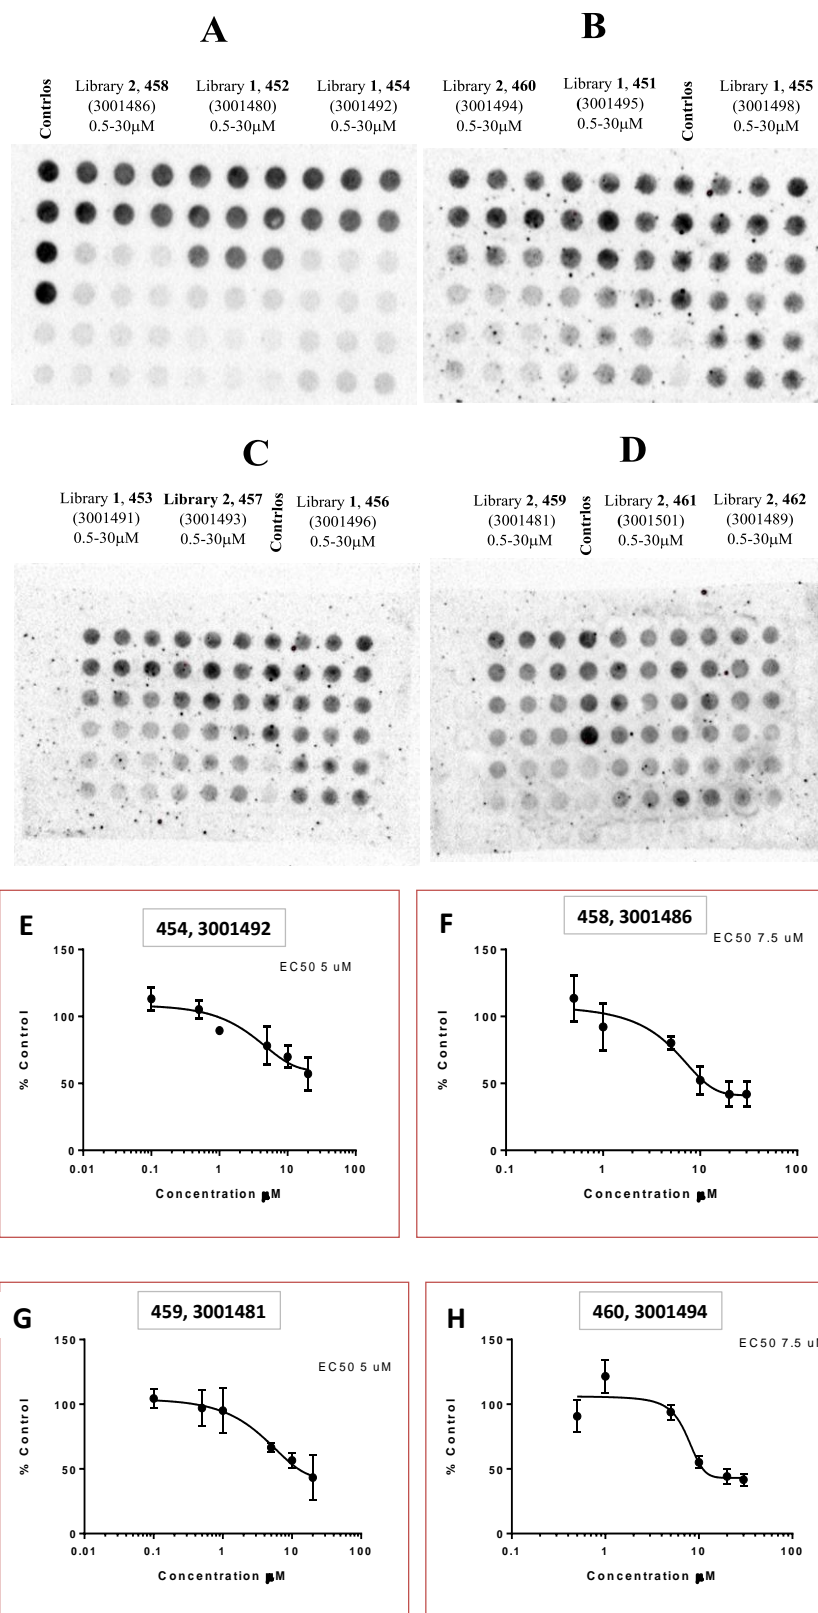 A
B
Contrlos
Library 2, 458
(3001486)
0.5-30µM
Library 1, 452
(3001480)
0.5-30µM
Library 1, 454
(3001492)
0.5-30µM
Library 2, 460
(3001494)
0.5-30µM
Library 1, 451
(3001495)
0.5-30µM
Contrlos
Library 1, 455
(3001498)
0.5-30µM
C
D
Library 1, 453
(3001491)
0.5-30µM
Library 2, 457
(3001493)
0.5-30µM
Contrlos
Library 1, 456
(3001496)
0.5-30µM
Library 2, 459
(3001481)
0.5-30µM
Contrlos
Library 2, 461
(3001501)
0.5-30µM
Library 2, 462
(3001489)
0.5-30µM
E
454, 3001492
EC50 5 uM
% Control
150
100
50
0
0.01 0.1 1 10 100
Concentration µM
F
458, 3001486
EC50 7.5 uM
% Control
150
100
50
0
0.1 1 10 100
Concentration µM
G
459, 3001481
EC50 5 uM
% Control
150
100
50
0
0.01 0.1 1 10 100
Concentration µM
H
460, 3001494
EC50 7.5 uM
% Control
150
100
50
0
0.1 1 10 100
Concentration µM